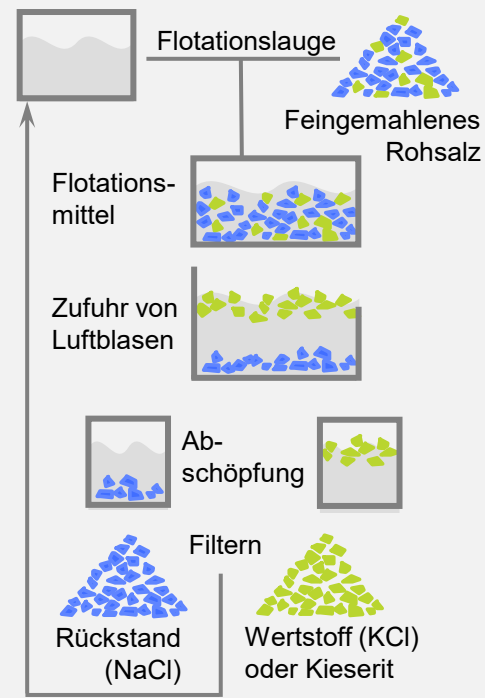 Flotationslauge
Feingemahlenes
Rohsalz
Flotations-
mittel
Zufuhr von
Luftblasen
Ab-
schöpfung
Filtern
Rückstand
(NaCl)
Wertstoff (KCl)
oder Kieserit